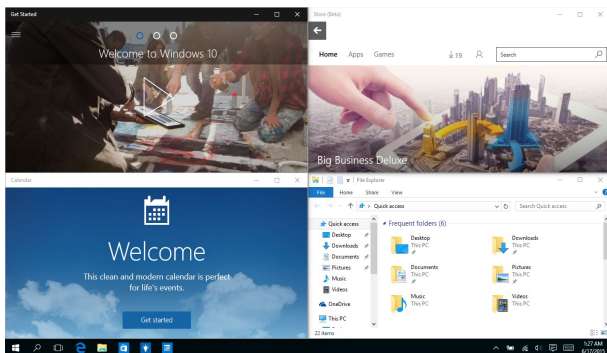 Get Started
Welcome to Windows 10
Store (Beta)
Home Apps Games 19 Search
Big Business Deluxe
Calendar
Welcome
This clean and modern calendar is perfect
for life's events.
Get started
File Explorer
File Home Share View
Quick access
Search Quick access
Quick access
Desktop
Downloads
Documents
Pictures
Music
Videos
OneDrive
This PC
Frequent folders (6)
Desktop
This PC
Downloads
This PC
Documents
This PC
Pictures
This PC
Music
This PC
Videos
This PC
22 items
1:27 AM
6/17/2015